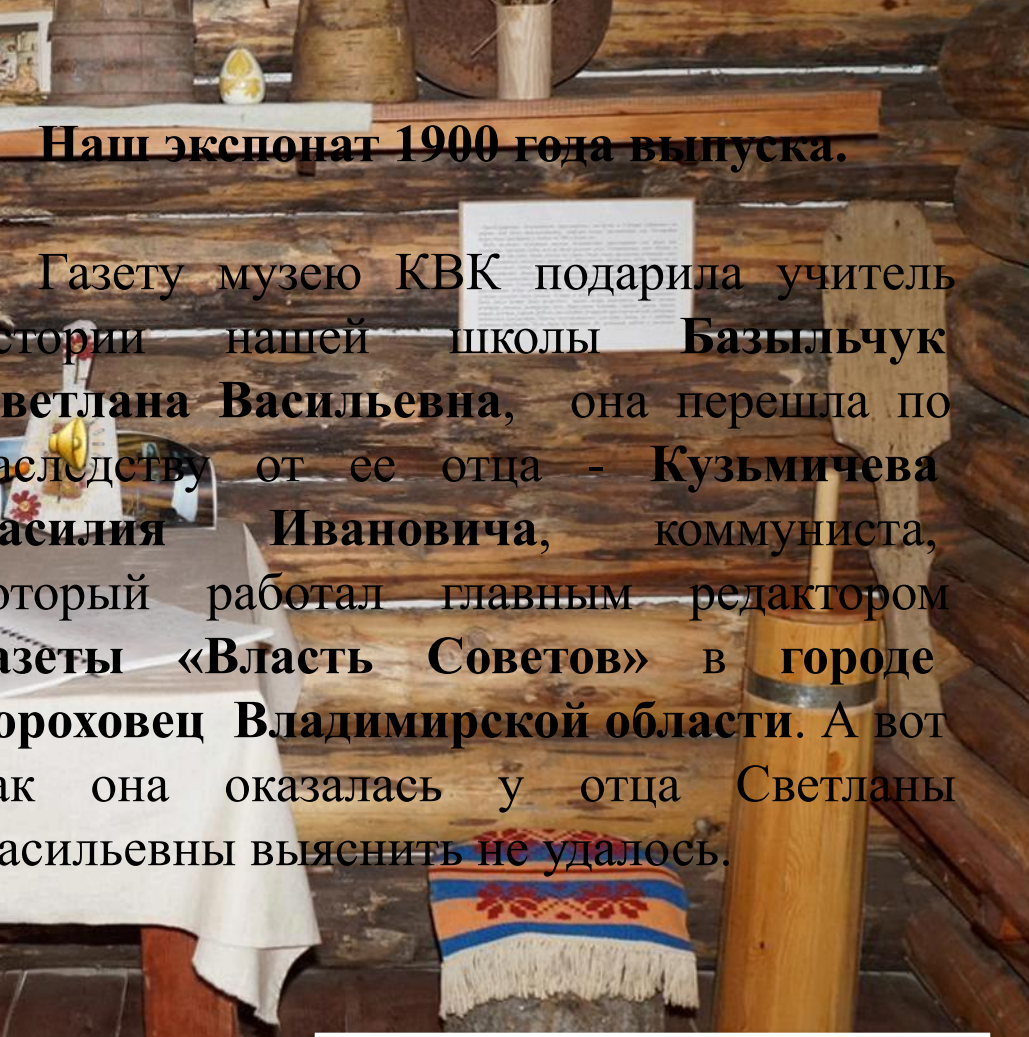 Наш экспонат 1900 года выпуска.
Газету музею КВК подарила учитель
стории нашей школы Базыльчук
ветлана Васильевна, она перешла по
аследству от ее отца - Кузьмичева
асилия Ивановича, коммуниста,
оторый работал главным редактором
азеты «Власть Советов» в городе
ороховец Владимирской области. А вот
ак она оказалась у отца Светланы
асильевны выяснить не удалось.